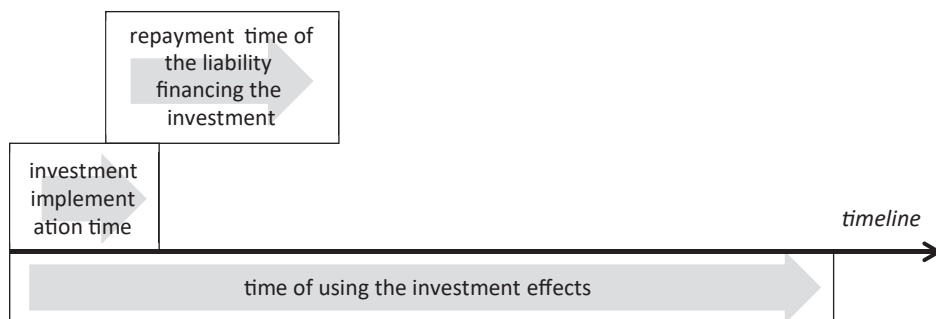 repayment time of
the liability
financing the
investment
investment
implement
ation time
timeline
time of using the investment effects